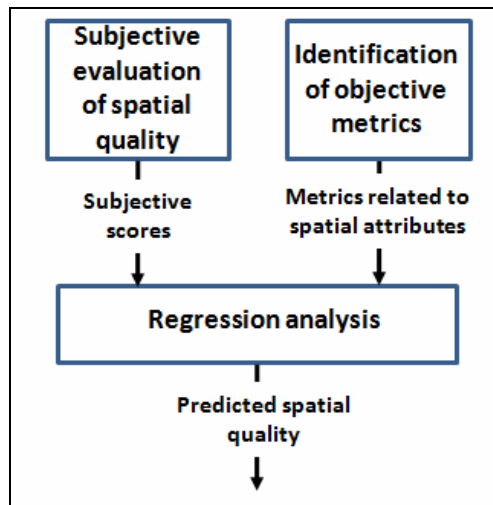 Subjective
evaluation
of spatial
quality
Identification
of objective
metrics
Subjective
scores
Metrics related to
spatial attributes
Regression analysis
Predicted spatial
quality